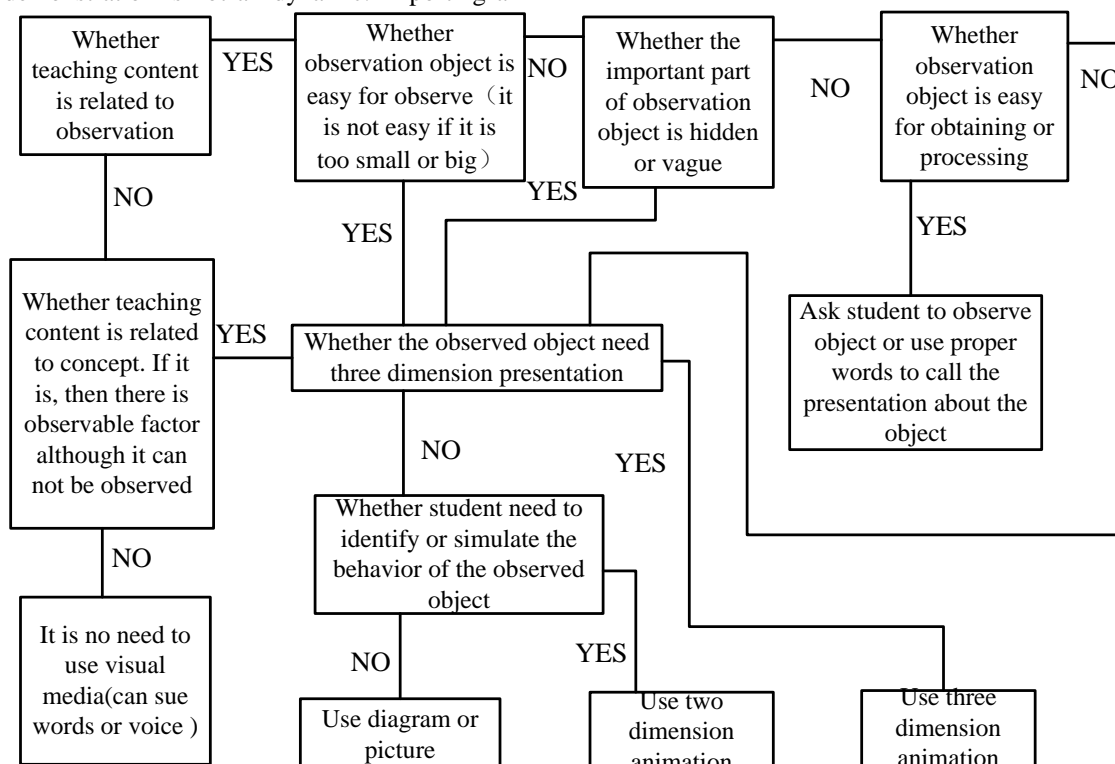 Whether
teaching content
is related to
observation
YES
Whether
observation object is
easy for observe（it
is not easy if it is
too small or big）
NO
Whether the
important part
of observation
object is hidden
or vague
NO
Whether
observation
object is easy
for obtaining or
processing
NO
NO
YES
YES
YES
Whether teaching
content is related
to concept. If it
is, then there is
observable factor
although it can
not be observed
YES
Whether the observed object need
three dimension presentation
Ask student to observe
object or use proper
words to call the
presentation about the
object
NO
YES
NO
Whether student need to
identify or simulate the
behavior of the observed
object
It is no need to
use visual
media(can sue
words or voice ）
NO
YES
Use diagram or
picture
Use two
dimension
animation
Use three
dimension
animation